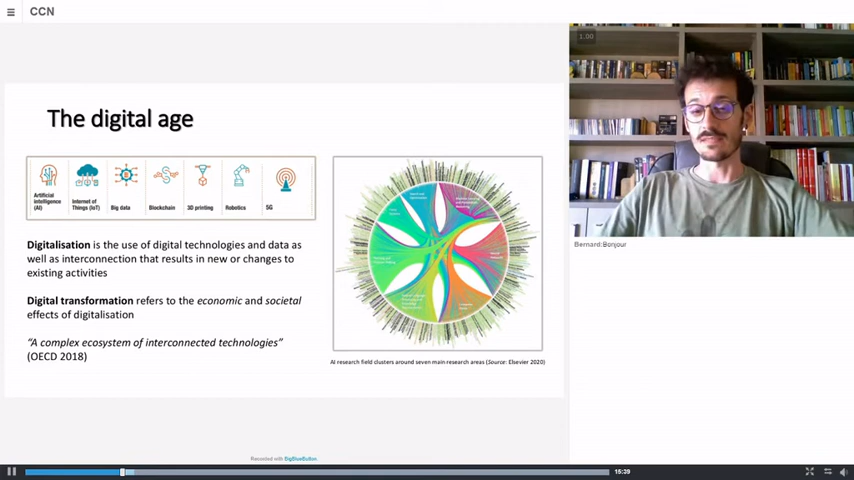 CCN
1.00
The digital age
Artificial
intelligence
(AI)
Internet of
Things (IoT)
Big data
Blockchain
3D printing
Robotics
5G
Digitalisation is the use of digital technologies and data as
well as interconnection that results in new or changes to
existing activities
Digital transformation refers to the economic and societal
effects of digitalisation
“A complex ecosystem of interconnected technologies”
(OECD 2018)
AI research field clusters around seven main research areas (Source: Elsevier 2020)
Bernard:Bonjour
Recorded with BigBlueButton.
15:39